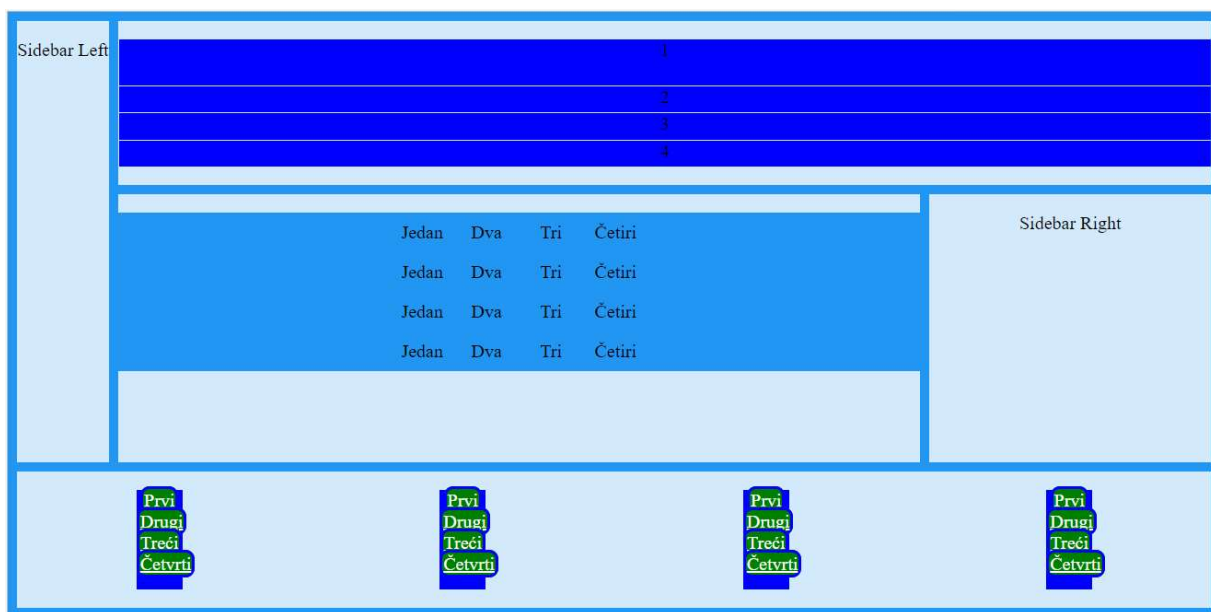 Sidebar Left
1
2
3
4
Jedan Dva Tri Četiri
Jedan Dva Tri Četiri
Jedan Dva Tri Četiri
Jedan Dva Tri Četiri
Sidebar Right
Prvi
Drugi
Treći
Četvrti
Prvi
Drugi
Treći
Četvrti
Prvi
Drugi
Treći
Četvrti
Prvi
Drugi
Treći
Četvrti